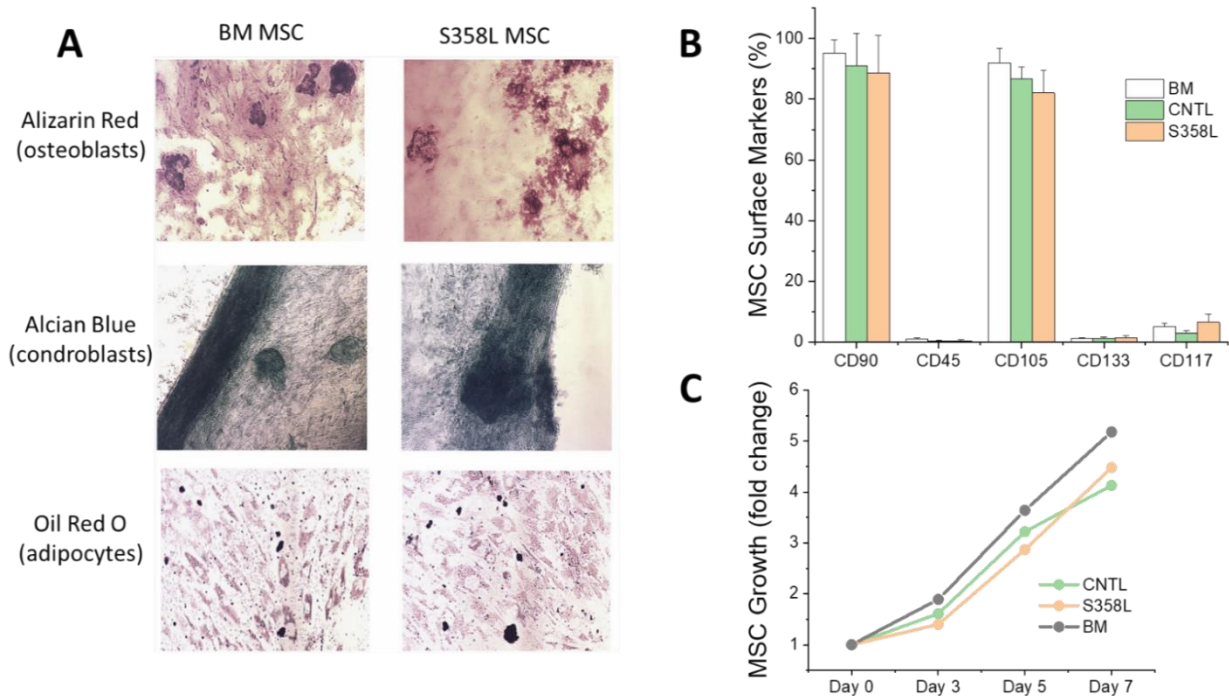 A
BM MSC
S358L MSC
Alizarin Red
(osteoblasts)
Alcian Blue
(condroblasts)
Oil Red O
(adipocytes)
B
MSC Surface Markers (%)
100
80
60
40
20
0
BM
CNTL
S358L
CD90 CD45 CD105 CD133 CD117
C
MSC Growth (fold change)
6
5
4
3
2
1
CNTL
S358L
BM
Day 0 Day 3 Day 5 Day 7